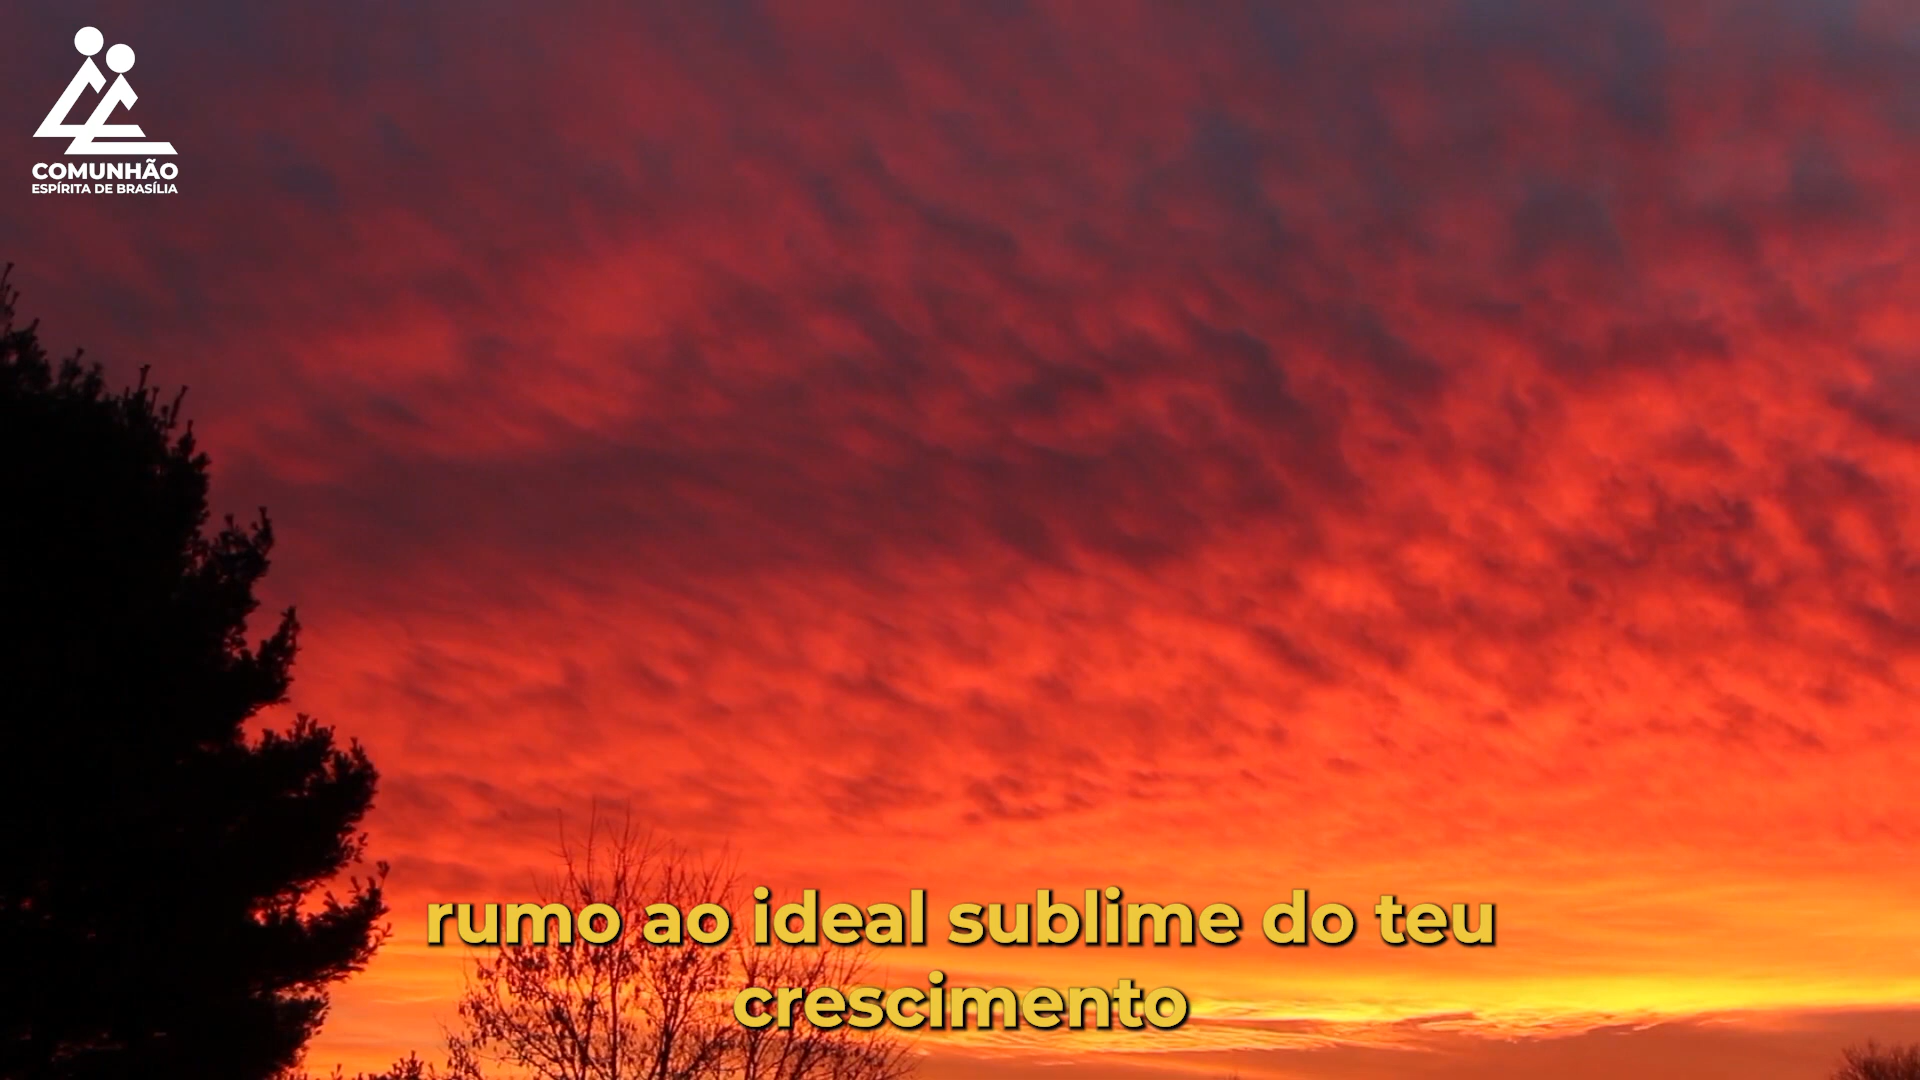 COMUNHÃO
ESPÍRITA DE BRASÍLIA
rumo ao ideal sublime do teu
crescimento